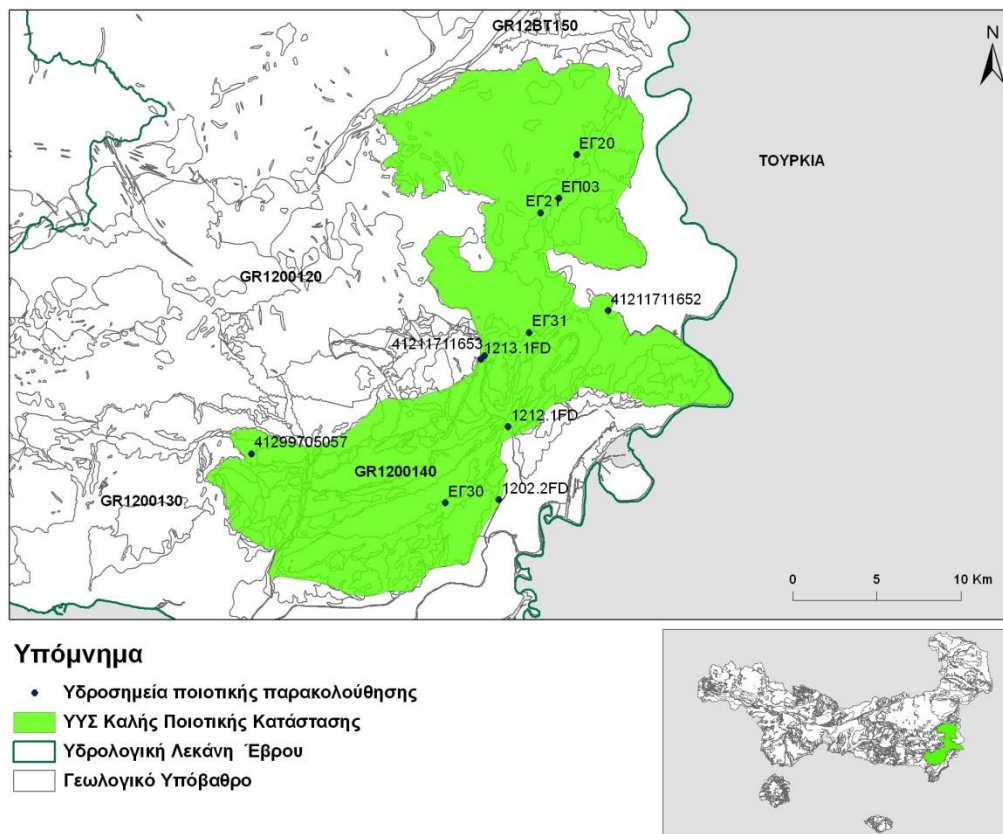 GR12BT150
N
ΕΓ20
ΤΟΥΡΚΙΑ
ΕΠ03
ΕΓ21
GR1200120
41211711652
ΕΓ31
41211711653
1213.1FD
1212.1FD
41299705057
GR1200140
GR1200130
ΕΓ30
1202.2FD
0 5 10 Km
Υπόμνημα
Υδροσημεία ποιοτικής παρακολούθησης
ΥΥΣ Καλής Ποιοτικής Κατάστασης
Υδρολογική Λεκάνη Έβρου
Γεωλογικό Υπόβαθρο